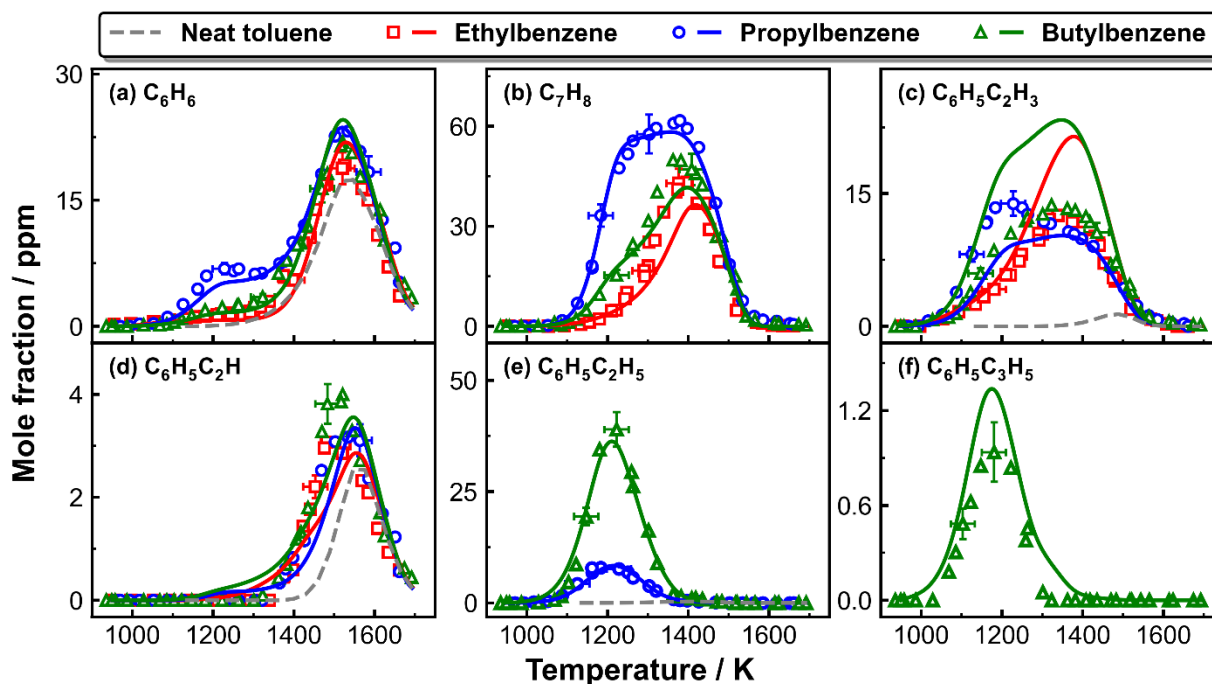 Neat toluene Ethylbenzene Propylbenzene Butylbenzene
(a) C₆H₆
(b) C₇H₈
(c) C₆H₅C₂H₃
30
15
0
60
30
0
15
0
(d) C₆H₅C₂H
(e) C₆H₅C₂H₅
(f) C₆H₅C₃H₅
4
2
0
50
25
0
1.2
0.6
0.0
1000 1200 1400 1600
1000 1200 1400 1600
1000 1200 1400 1600
Mole fraction / ppm
Temperature / K